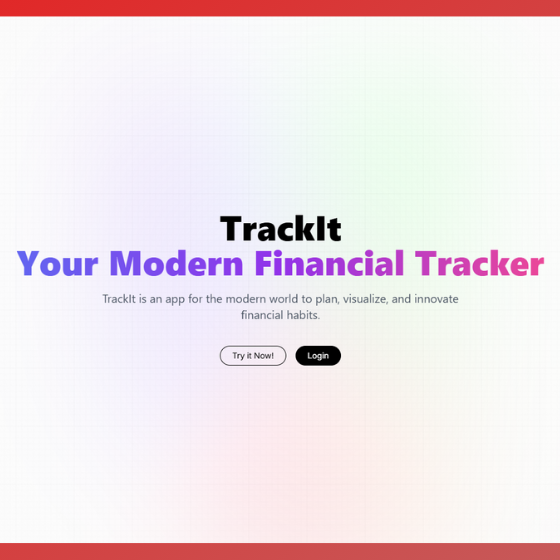 TrackIt
Your Modern Financial Tracker
TrackIt is an app for the modern world to plan, visualize, and innovate
financial habits.
Try it Now! Login